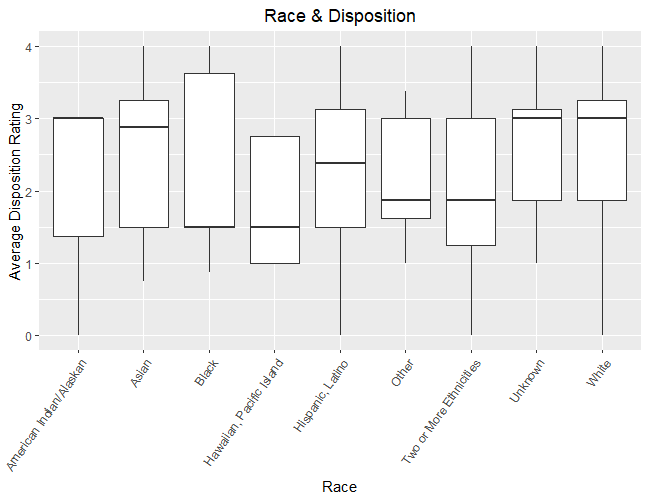 Race & Disposition
Average Disposition Rating
4
3
2
1
0
American Indian/Alaskan
Asian
Black
Hawaiian, Pacific Island
Hispanic, Latino
Other
Two or More Ethnicities
Unknown
White
Race